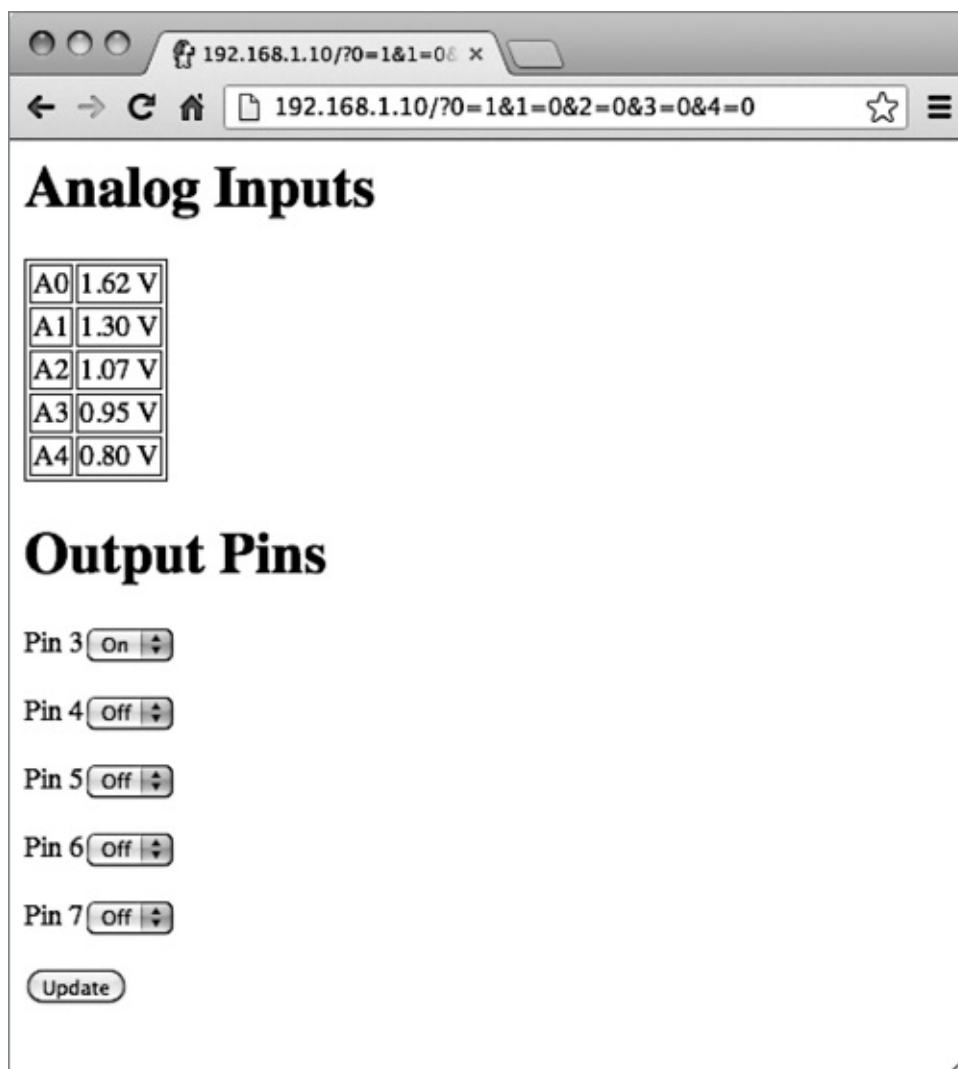 192.168.1.10/?0=1&1=0&
192.168.1.10/?0=1&1=0&2=0&3=0&4=0
Analog Inputs
A0 1.62 V
A1 1.30 V
A2 1.07 V
A3 0.95 V
A4 0.80 V
Output Pins
Pin 3 On
Pin 4 Off
Pin 5 Off
Pin 6 Off
Pin 7 Off
Update